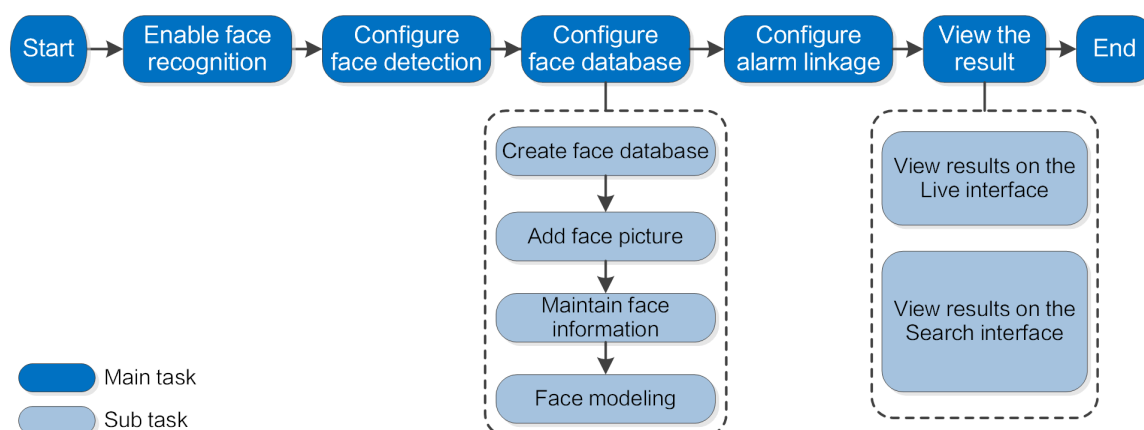 Start
Enable face
recognition
Configure
face detection
Configure
face database
Configure
alarm linkage
View the
result
End
Create face database
Add face picture
Maintain face
information
Face modeling
View results on the
Live interface
View results on the
Search interface
Main task
Sub task